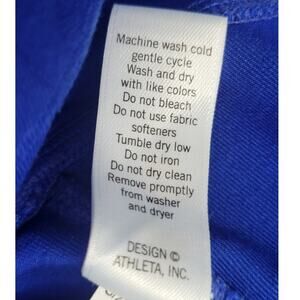 Machine wash cold
gentle cycle
Wash and dry
with like colors
Do not bleach
Do not use fabric
softeners
Tumble dry low
Do not iron
Do not dry clean
Remove promptly
from washer
and dryer
DESIGN ©
ATHLETA, INC.